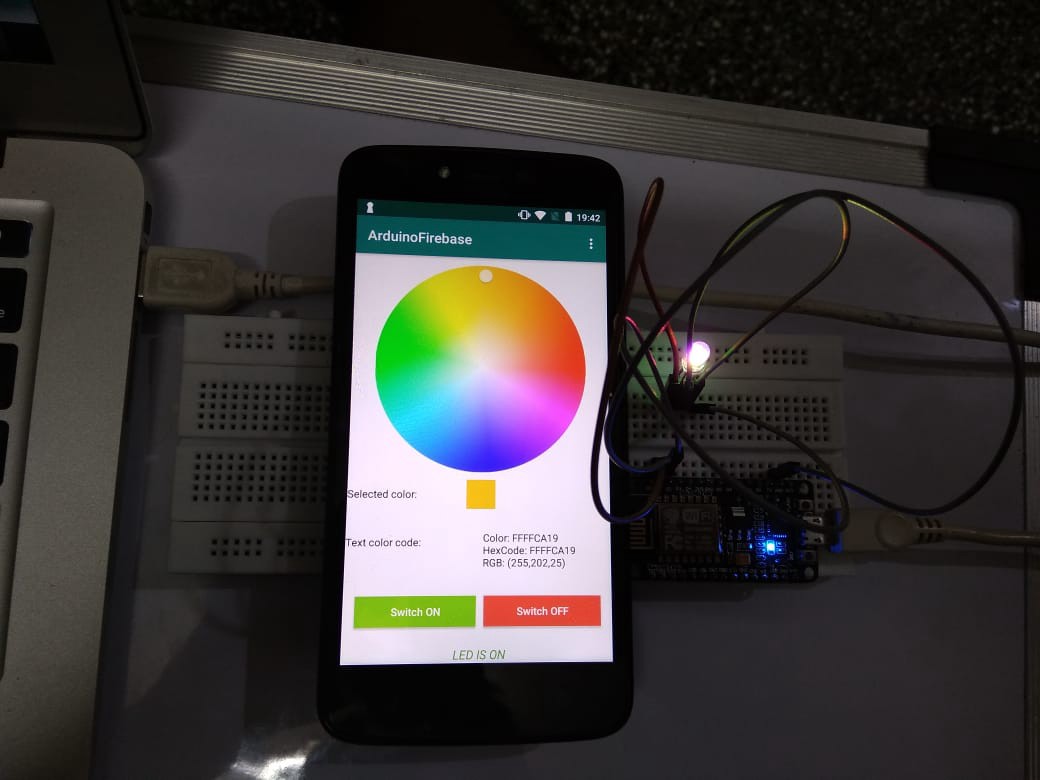 19:42
ArduinoFirebase
Selected color:
Text color code:
Color: FFFFCA19
HexCode: FFFFCA19
RGB: (255,202,25)
Switch ON
Switch OFF
LED IS ON